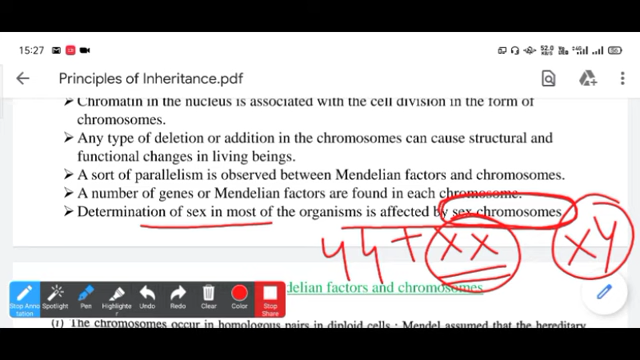 15:27
Principles of Inheritance.pdf
➤ Chromatin in the nucleus is associated with the cell division in the form of
chromosomes.
➤ Any type of deletion or addition in the chromosomes can cause structural and
functional changes in living beings.
➤ A sort of parallelism is observed between Mendelian factors and chromosomes.
➤ A number of genes or Mendelian factors are found in each chromosome.
➤ Determination of sex in most of the organisms is affected by sex chromosomes
44 + XX XY
delian factors and chromosomes
Stop Anno
tation
Spotlight
Pen
Highlighte
r
Undo
Redo
Clear
Color
Stop
Share
(i) The chromosomes occur in homologous pairs in diploid cells : Mendel assumed that the hereditary